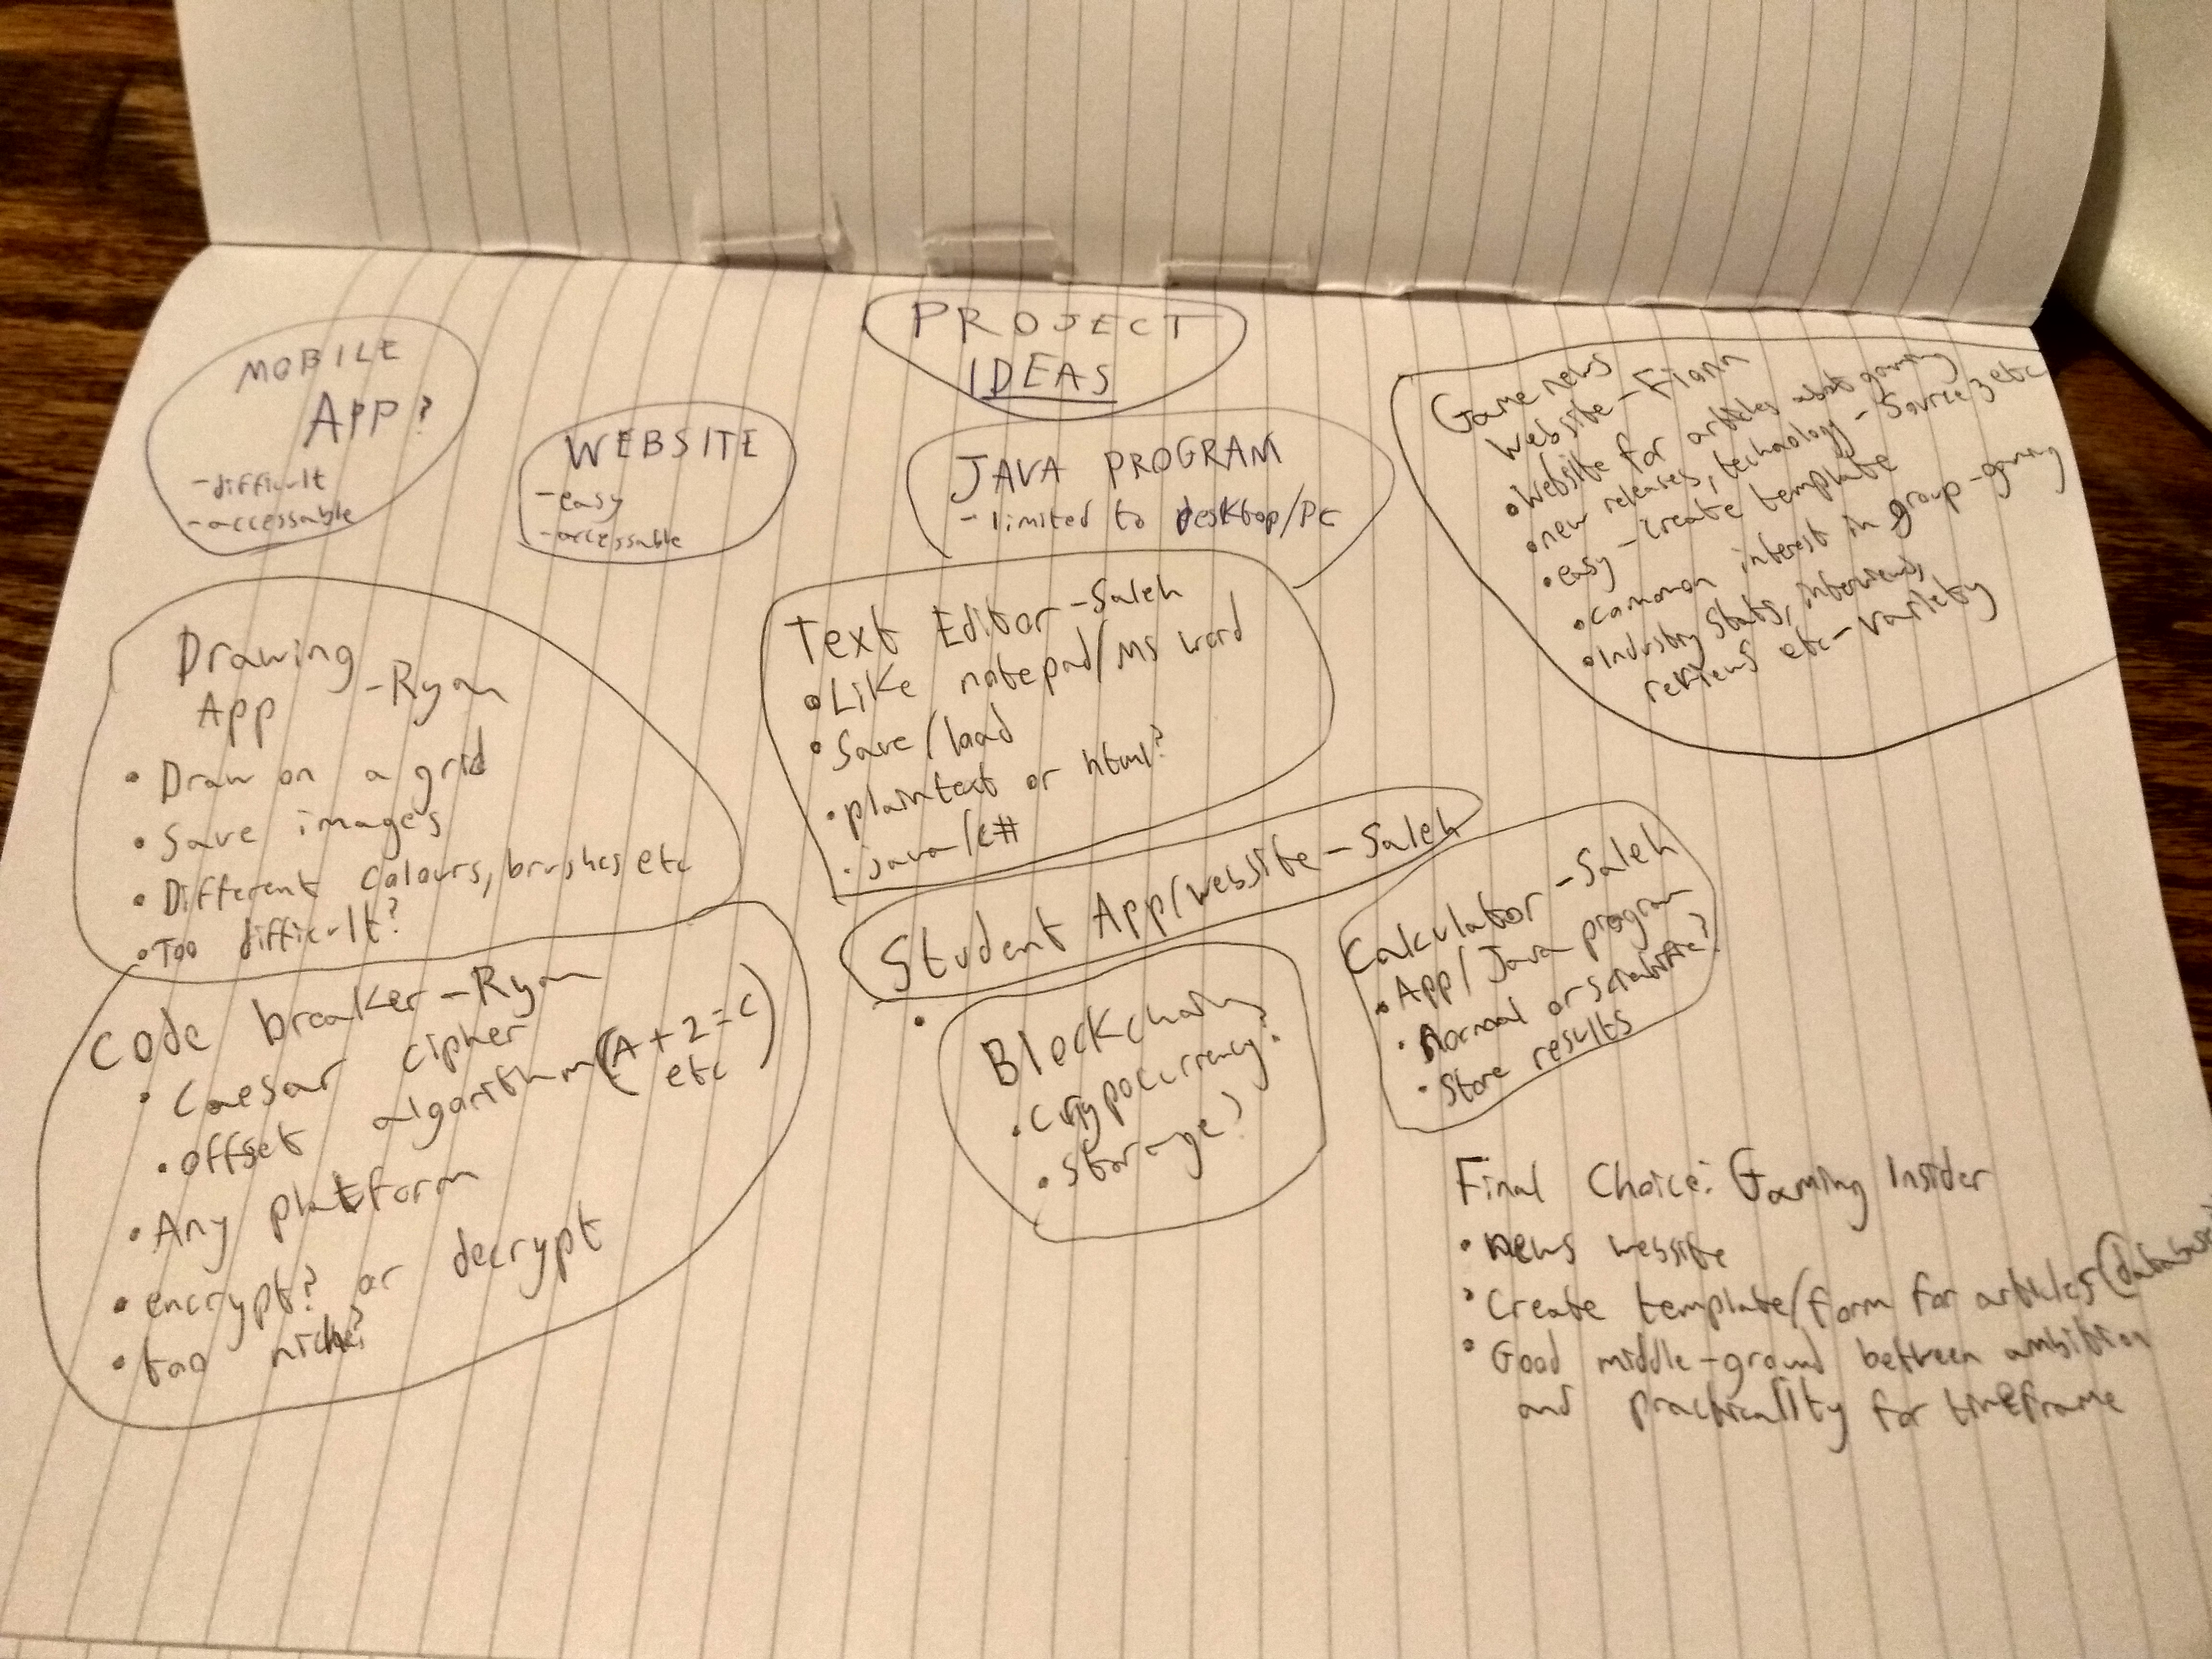 PROJECT
IDEAS
MOBILE
APP?
-difficult
-accessable
WEBSITE
-easy
-accessable
JAVA PROGRAM
-limited to desktop/PC
Game news
website - Fionn
• Website for articles about gaming
• new releases, technology - Source 3 etc
• easy - create template
• common interest in group - gaming
• Industry stats, interviews,
reviews etc - variety
Drawing
App -Ryan
• Draw on a grid
• Save images
• Different colours, brushes etc
• Too difficult?
Text Editor -Saleh
• Like notepad/MS word
• Save/load
• plaintext or html?
• java/c#
Student App/website - Saleh
•
Calculator -Saleh
• App/Java program
• Normal or scientific?
• Store results
Code breaker -Ryan
• Caesar cipher
• offset algorithm (A+2=C)
etc
• Any platform
• encrypt? or decrypt
• too niche?
Blockchain
• Crypocurrency?
• Storage?
Final Choice: Gaming Insider
• news website
• Create template/form for articles (database
• Good middle-ground between ambition
and practicality for timeframe